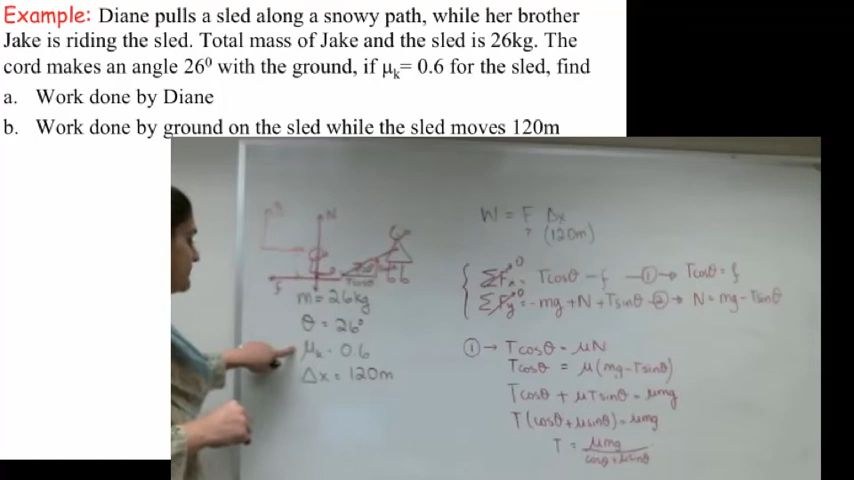 Example: Diane pulls a sled along a snowy path, while her brother
Jake is riding the sled. Total mass of Jake and the sled is 26kg. The
cord makes an angle 26⁰ with the ground, if μk= 0.6 for the sled, find
a. Work done by Diane
b. Work done by ground on the sled while the sled moves 120m
N
f
m = 26kg
θ = 26°
μk = 0.6
Δx = 120m
W = F Δx
? (120m)
ΣFx = Tcosθ - f —①→ Tcosθ = f
ΣFy = -mg + N + Tsinθ -②→ N = mg - Tsinθ
① → Tcosθ = μN
Tcosθ = μ(mg - Tsinθ)
Tcosθ + μTsinθ = μmg
T(cosθ + μsinθ) = μmg
T = μmg / cosθ + μsinθ